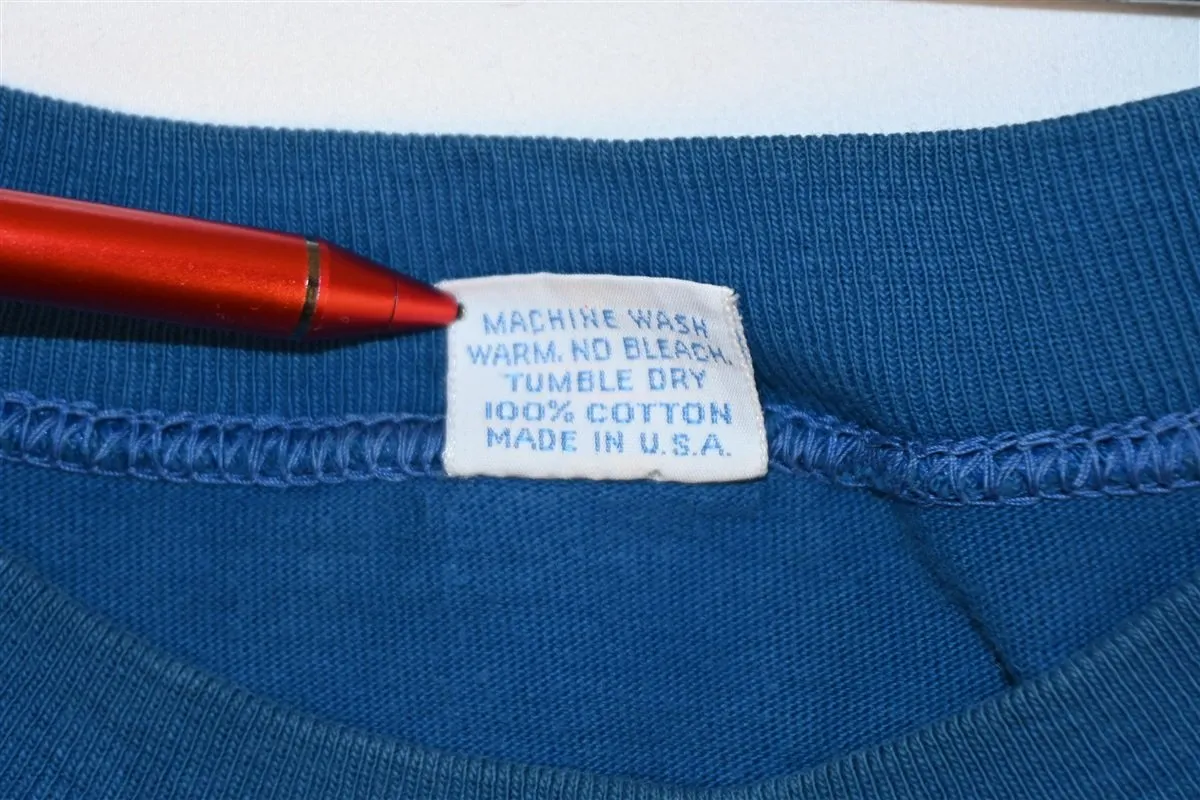 MACHINE WASH
WARM. NO BLEACH.
TUMBLE DRY
100% COTTON
MADE IN U.S.A.